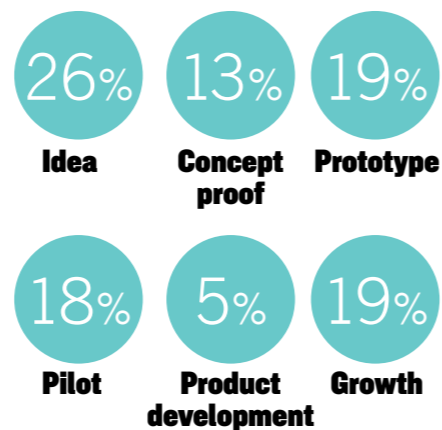 26% 13% 19%
Idea Concept Prototype
proof
18% 5% 19%
Pilot Product Growth
development